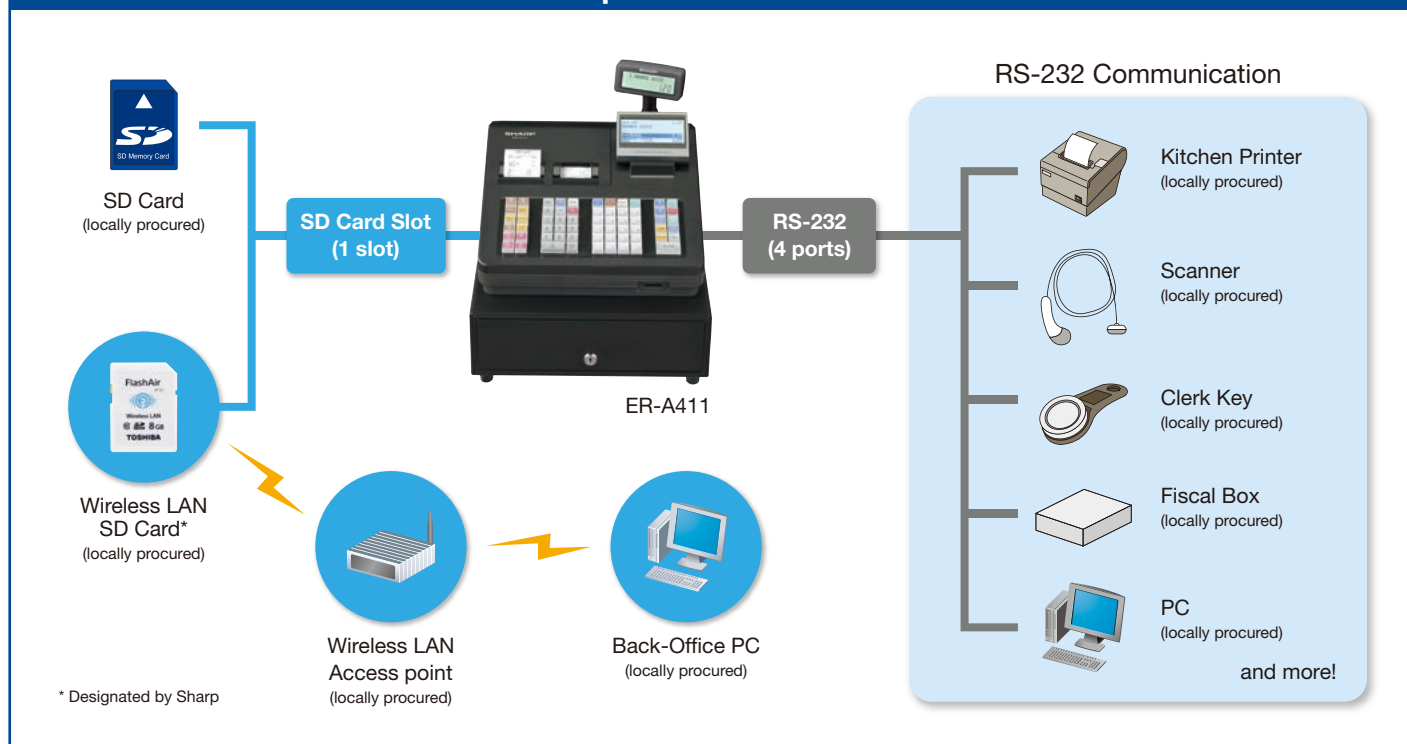 SD
SD Memory Card
SD Card
(locally procured)
SD Card Slot
(1 slot)
SHARP
ER-A411
RS-232
(4 ports)
RS-232 Communication
Kitchen Printer
(locally procured)
Scanner
(locally procured)
Clerk Key
(locally procured)
Fiscal Box
(locally procured)
PC
(locally procured)
and more!
FlashAir
Wireless LAN
8GB
TOSHIBA
Wireless LAN
SD Card*
(locally procured)
Wireless LAN
Access point
(locally procured)
Back-Office PC
(locally procured)
* Designated by Sharp